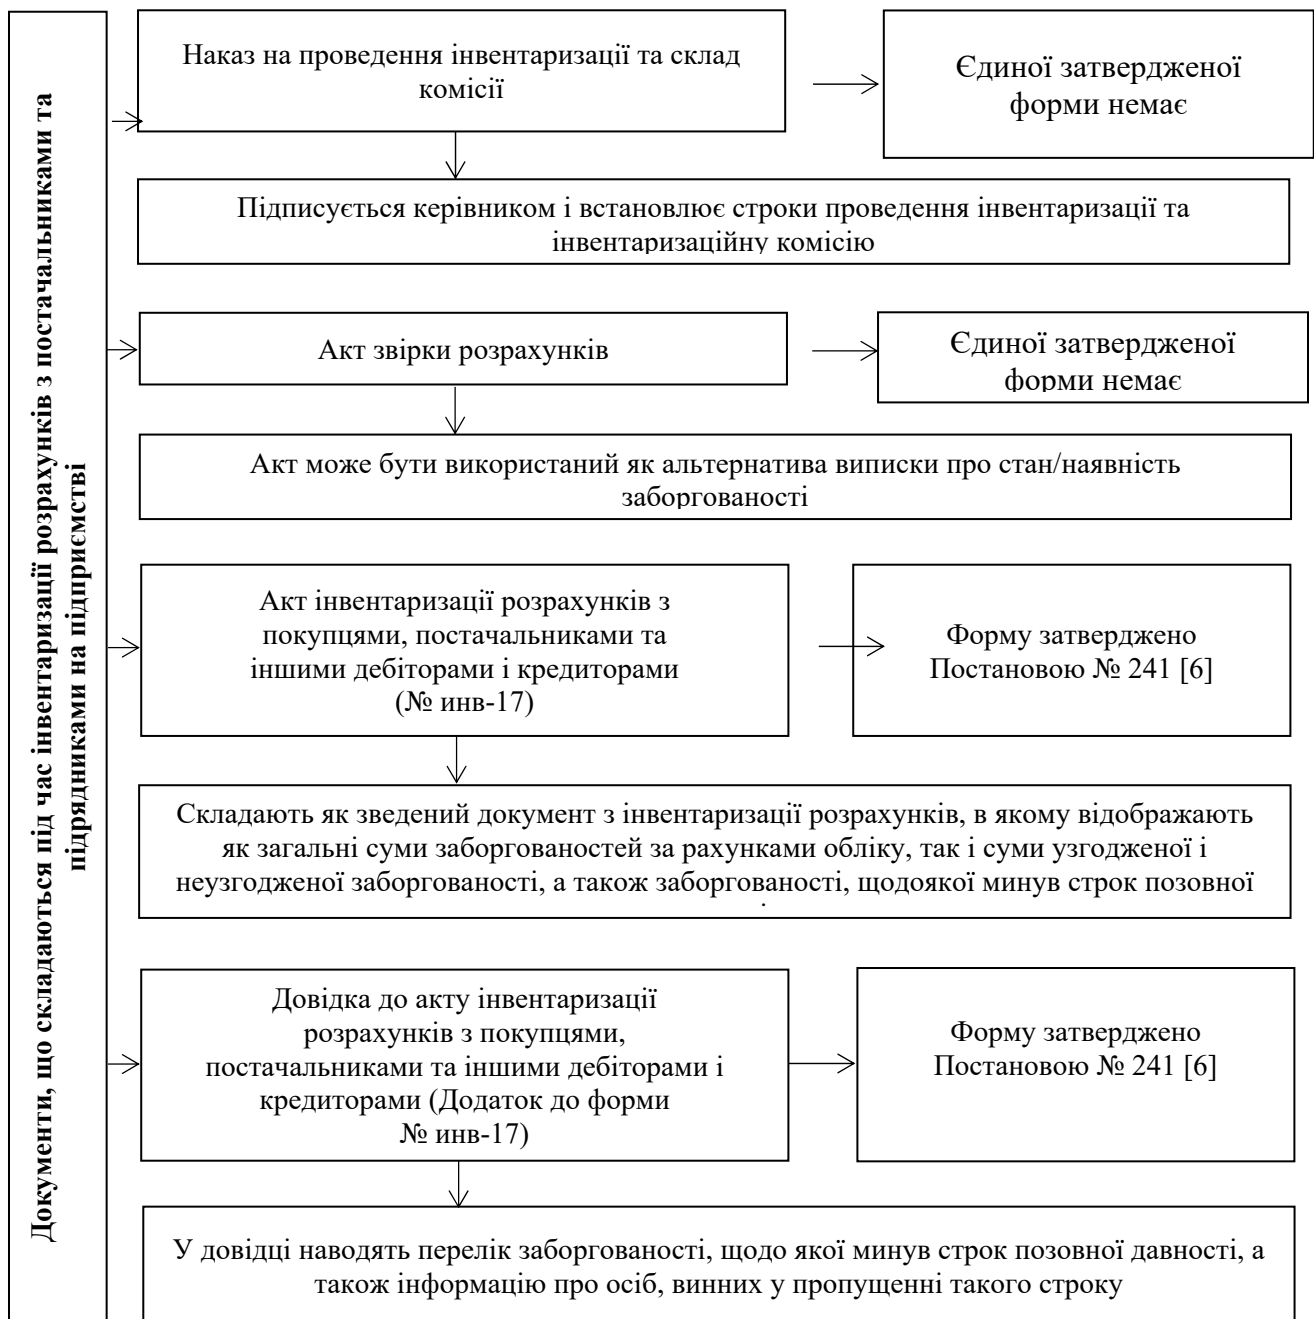 Документи, що складаються під час інвентаризації розрахунків з постачальниками та
підрядниками на підприємстві
Наказ на проведення інвентаризації та склад
комісії
Єдиної затвердженої
форми немає
Підписується керівником і встановлює строки проведення інвентаризації та
інвентаризаційну комісію
Акт звірки розрахунків
Єдиної затвердженої
форми немає
Акт може бути використаний як альтернатива виписки про стан/наявність
заборгованості
Акт інвентаризації розрахунків з
покупцями, постачальниками та
іншими дебіторами і кредиторами
(№ инв-17)
Форму затверджено
Постановою № 241 [6]
Складають як зведений документ з інвентаризації розрахунків, в якому відображають
як загальні суми заборгованостей за рахунками обліку, так і суми узгодженої і
неузгодженої заборгованості, а також заборгованості, щодоякої минув строк позовної
Довідка до акту інвентаризації
розрахунків з покупцями,
постачальниками та іншими дебіторами і
кредиторами (Додаток до форми
№ инв-17)
Форму затверджено
Постановою № 241 [6]
У довідці наводять перелік заборгованості, щодо якої минув строк позовної давності, а
також інформацію про осіб, винних у пропущенні такого строку